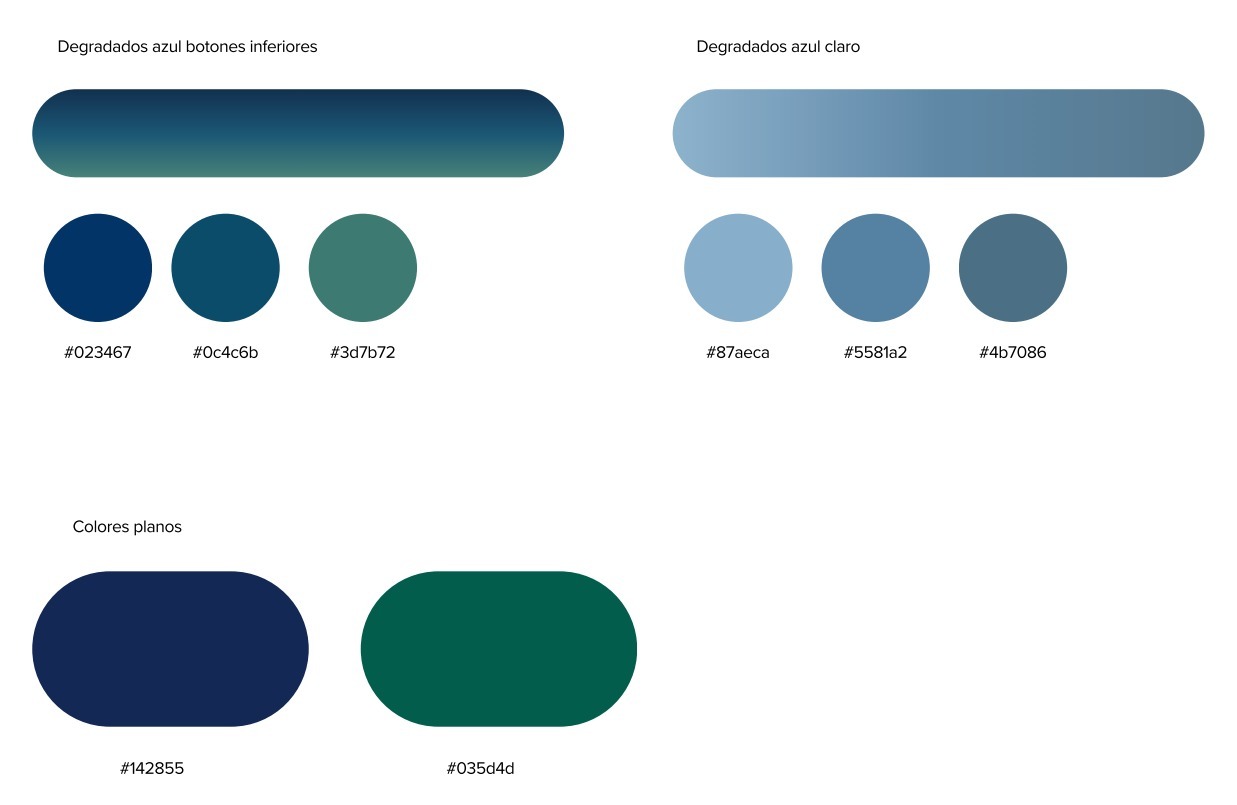 Degradados azul botones inferiores
Degradados azul claro
#023467
#0c4c6b
#3d7b72
#87aeca
#5581a2
#4b7086
Colores planos
#142855
#035d4d